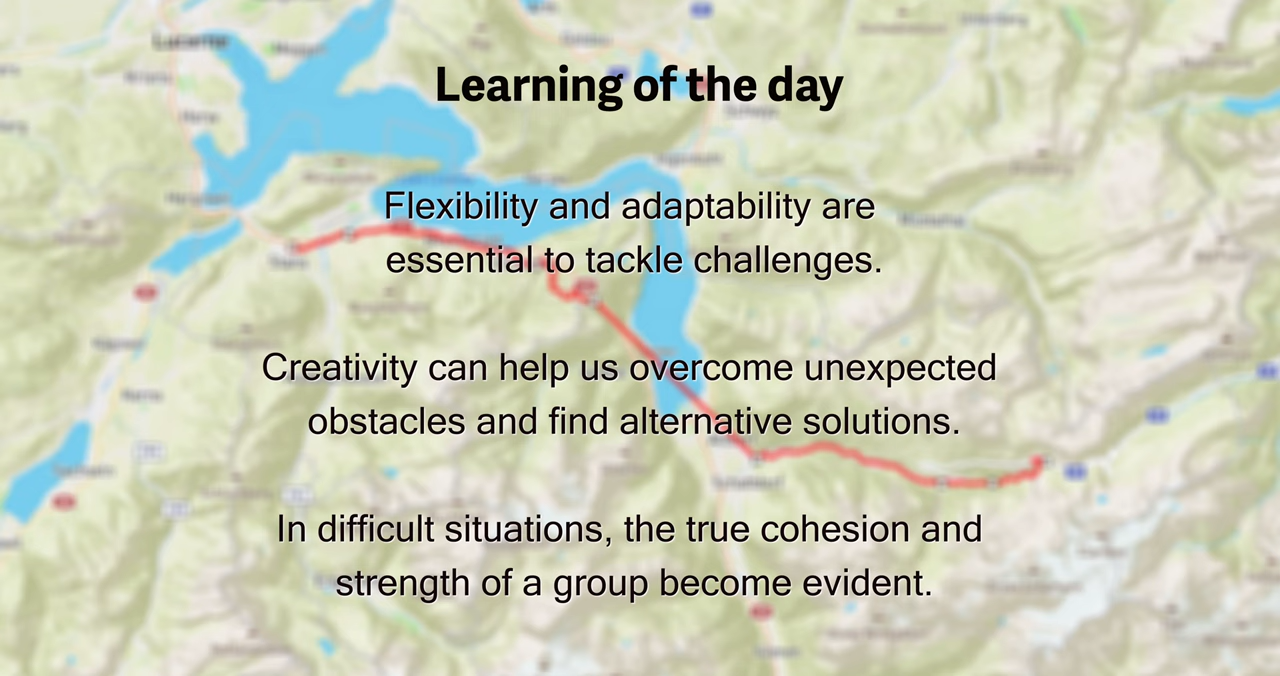 Learning of the day
Flexibility and adaptability are
essential to tackle challenges.
Creativity can help us overcome unexpected
obstacles and find alternative solutions.
In difficult situations, the true cohesion and
strength of a group become evident.